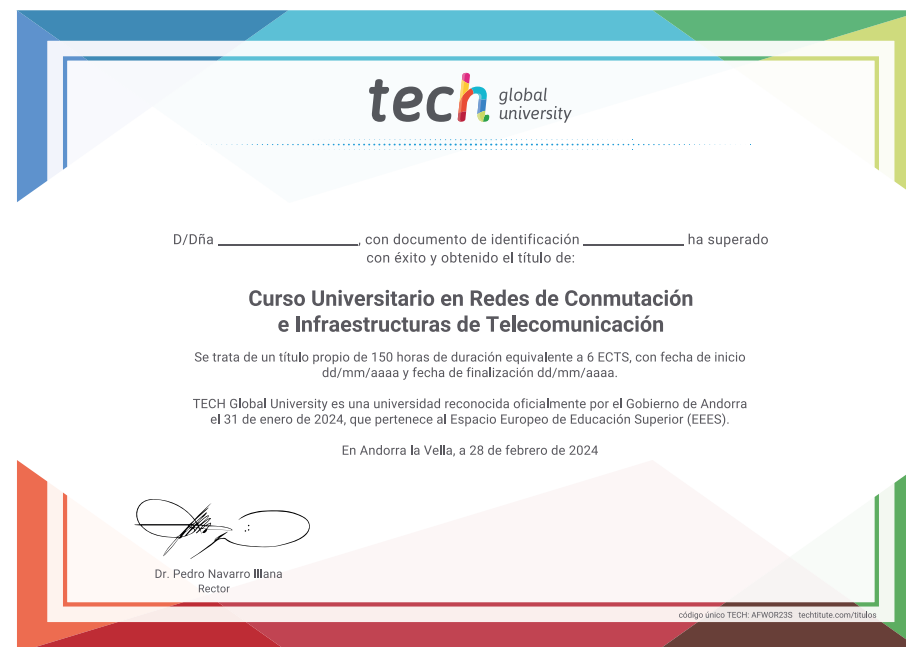 tech global university
D/Dña ____________________, con documento de identificación ______________ ha superado
con éxito y obtenido el título de:
Curso Universitario en Redes de Conmutación
e Infraestructuras de Telecomunicación
Se trata de un título propio de 150 horas de duración equivalente a 6 ECTS, con fecha de inicio
dd/mm/aaaa y fecha de finalización dd/mm/aaaa.
TECH Global University es una universidad reconocida oficialmente por el Gobierno de Andorra
el 31 de enero de 2024, que pertenece al Espacio Europeo de Educación Superior (EEES).
En Andorra la Vella, a 28 de febrero de 2024
Dr. Pedro Navarro Illana
Rector
código único TECH: AFWOR23S techtitute.com/titulos